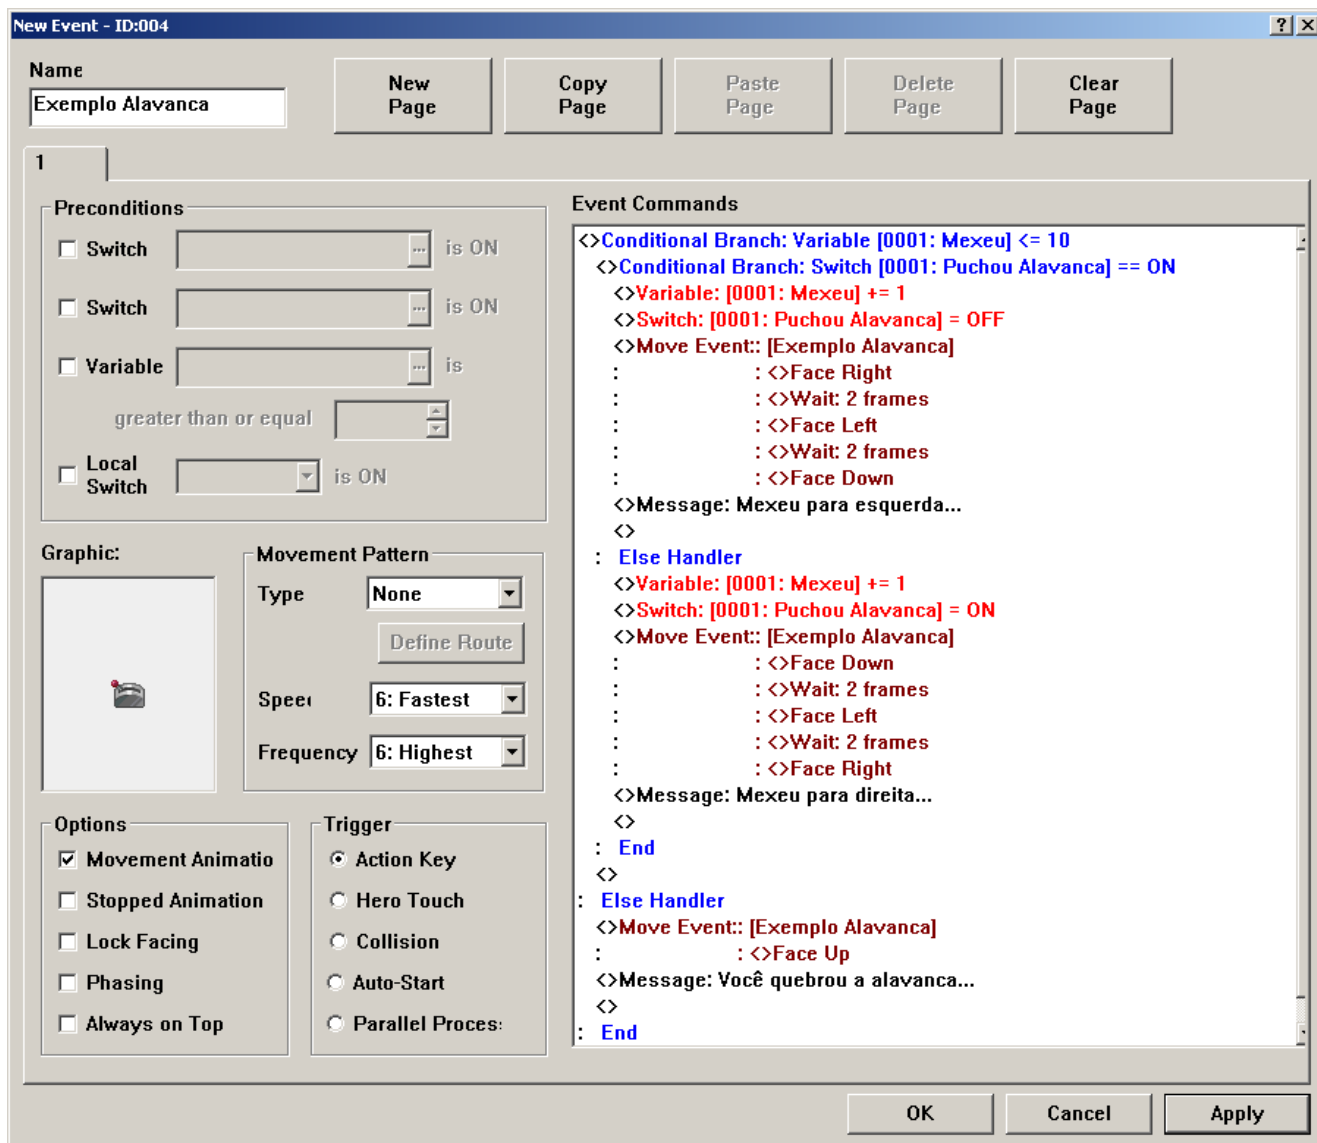 New Event - ID:004
Name
Exemplo Alavanca
New Page
Copy Page
Paste Page
Delete Page
Clear Page
1
Preconditions
Switch ... is ON
Switch ... is ON
Variable ... is
greater than or equal
Local Switch is ON
Graphic:
Movement Pattern
Type None
Define Route
Speed 6: Fastest
Frequency 6: Highest
Options
Movement Animatio
Stopped Animation
Lock Facing
Phasing
Always on Top
Trigger
Action Key
Hero Touch
Collision
Auto-Start
Parallel Proces
Event Commands
<>Conditional Branch: Variable [0001: Mexeu] <= 10
<>Conditional Branch: Switch [0001: Puchou Alavanca] == ON
<>Variable: [0001: Mexeu] += 1
<>Switch: [0001: Puchou Alavanca] = OFF
<>Move Event:: [Exemplo Alavanca]
: : <>Face Right
: : <>Wait: 2 frames
: : <>Face Left
: : <>Wait: 2 frames
: : <>Face Down
<>Message: Mexeu para esquerda...
<>
: Else Handler
<>Variable: [0001: Mexeu] += 1
<>Switch: [0001: Puchou Alavanca] = ON
<>Move Event:: [Exemplo Alavanca]
: : <>Face Down
: : <>Wait: 2 frames
: : <>Face Left
: : <>Wait: 2 frames
: : <>Face Right
<>Message: Mexeu para direita...
<>
: End
<>
: Else Handler
<>Move Event:: [Exemplo Alavanca]
: : <>Face Up
<>Message: Você quebrou a alavanca...
<>
: End
OK
Cancel
Apply